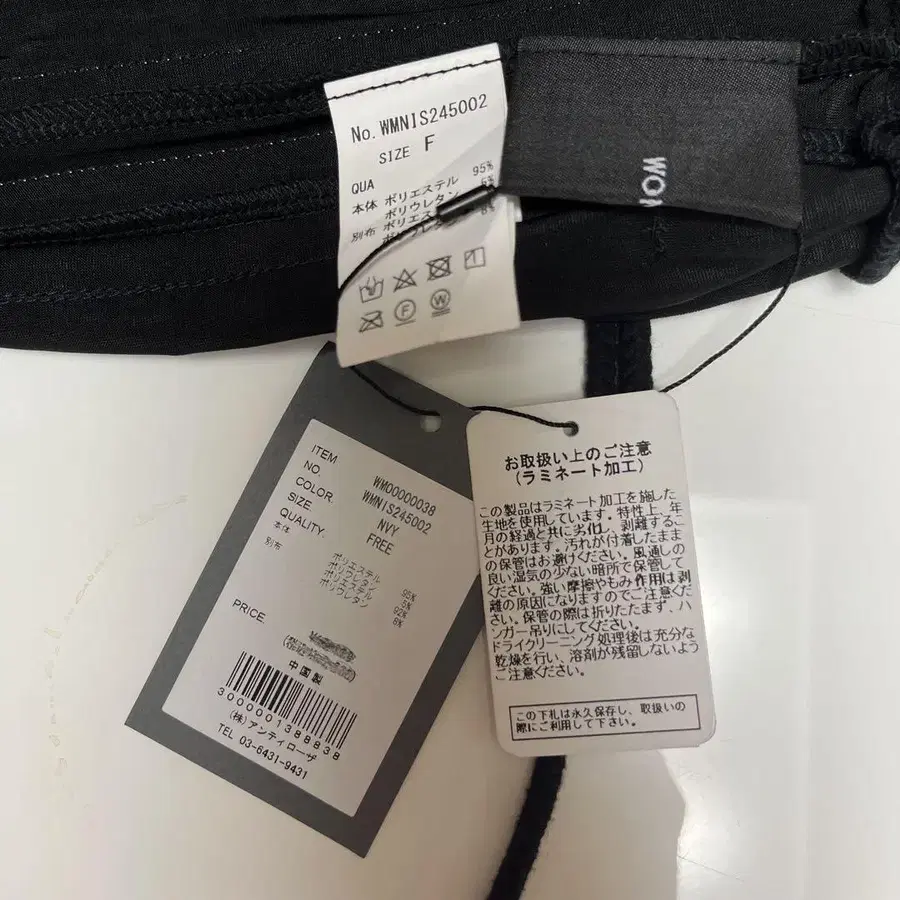 No. WMNIS245002
SIZE F
QUA
本体 ポリエステル 95%
ポリウレタン 5%
別布 ポリエス
ポリウレタ
F W
WO
ITEM WMO0000038
NO. WMNIS245002
COLOR. NVY
SIZE. FREE
QUALITY.
本体 ポリエステル 95%
ポリウレタン 5%
別布 ポリエステル 92%
ポリウレタン 8%
PRICE.
中国製
3000001388838
(株)アンティローザ
TEL 03-6431-9431
お取扱い上のご注意
(ラミネート加工)
この製品はラミネート加工を施した
生地を使用しています。特性上、年
月の経過と共に劣化し、剥離するこ
とがあります。汚れが付着したまま
の保管はお避けください。風通しの
良い湿気の少ない暗所で保管して
ください。強い摩擦やもみ作用は剥
離の原因になりますのでご注意くだ
さい。保管の際は折りたたまず、ハ
ンガー吊りにしてください。
ドライクリーニング処理後は充分な
乾燥を行い、溶剤が残留しないよう
ご注意ください。
この下札は永久保存し、取扱いの
際にご利用して下さい。